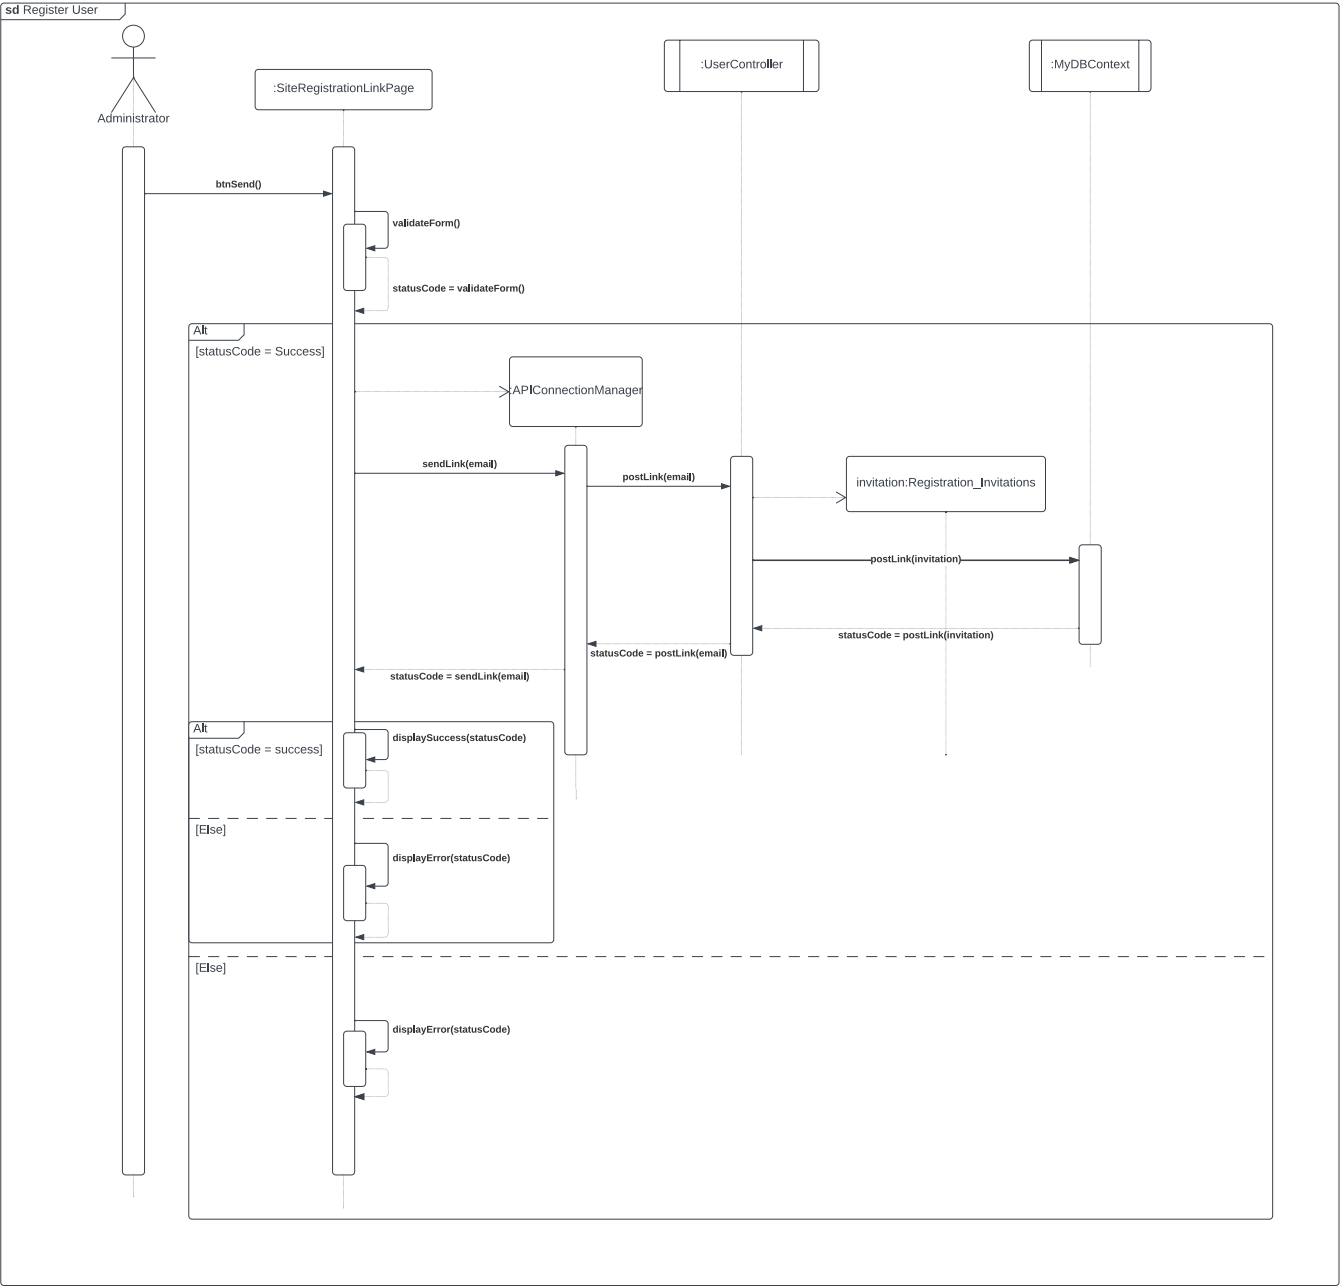 sd Register User
:UserController
:MyDBContext
:SiteRegistrationLinkPage
Administrator
btnSend()
validateForm()
statusCode = validateForm()
Alt
[statusCode = Success]
:APIConnectionManager
sendLink(email)
postLink(email)
invitation:Registration_Invitations
postLink(invitation)
statusCode = postLink(invitation)
statusCode = postLink(email)
statusCode = sendLink(email)
Alt
displaySuccess(statusCode)
[statusCode = success]
[Else]
displayError(statusCode)
[Else]
displayError(statusCode)